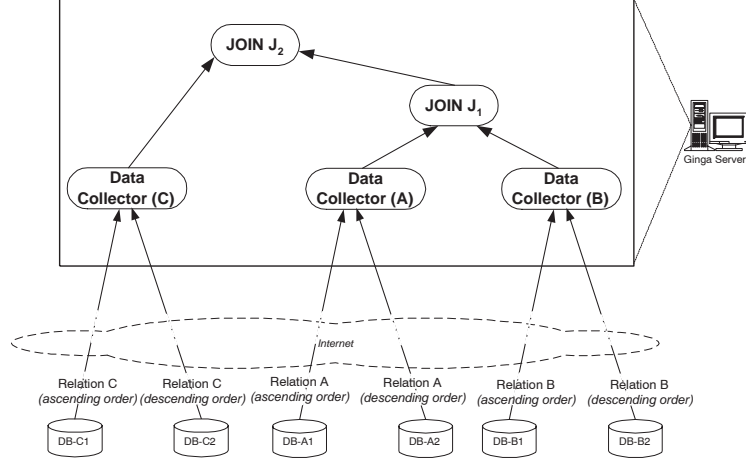 JOIN J2
JOIN J1
Ginga Server
Data
Collector (C)
Data
Collector (A)
Data
Collector (B)
Internet
Relation C
(ascending order)
Relation C
(descending order)
Relation A
(ascending order)
Relation A
(descending order)
Relation B
(ascending order)
Relation B
(descending order)
DB-C1
DB-C2
DB-A1
DB-A2
DB-B1
DB-B2